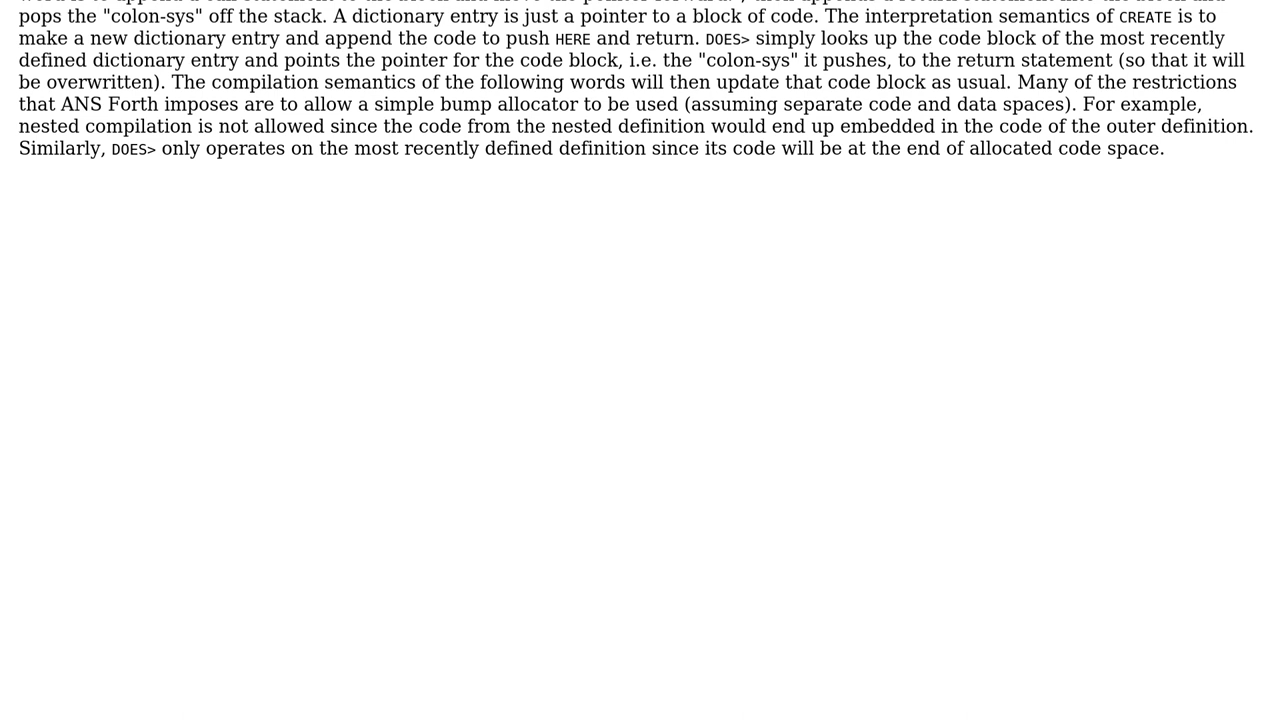 pops the "colon-sys" off the stack. A dictionary entry is just a pointer to a block of code. The interpretation semantics of CREATE is to
make a new dictionary entry and append the code to push HERE and return. DOES> simply looks up the code block of the most recently
defined dictionary entry and points the pointer for the code block, i.e. the "colon-sys" it pushes, to the return statement (so that it will
be overwritten). The compilation semantics of the following words will then update that code block as usual. Many of the restrictions
that ANS Forth imposes are to allow a simple bump allocator to be used (assuming separate code and data spaces). For example,
nested compilation is not allowed since the code from the nested definition would end up embedded in the code of the outer definition.
Similarly, DOES> only operates on the most recently defined definition since its code will be at the end of allocated code space.